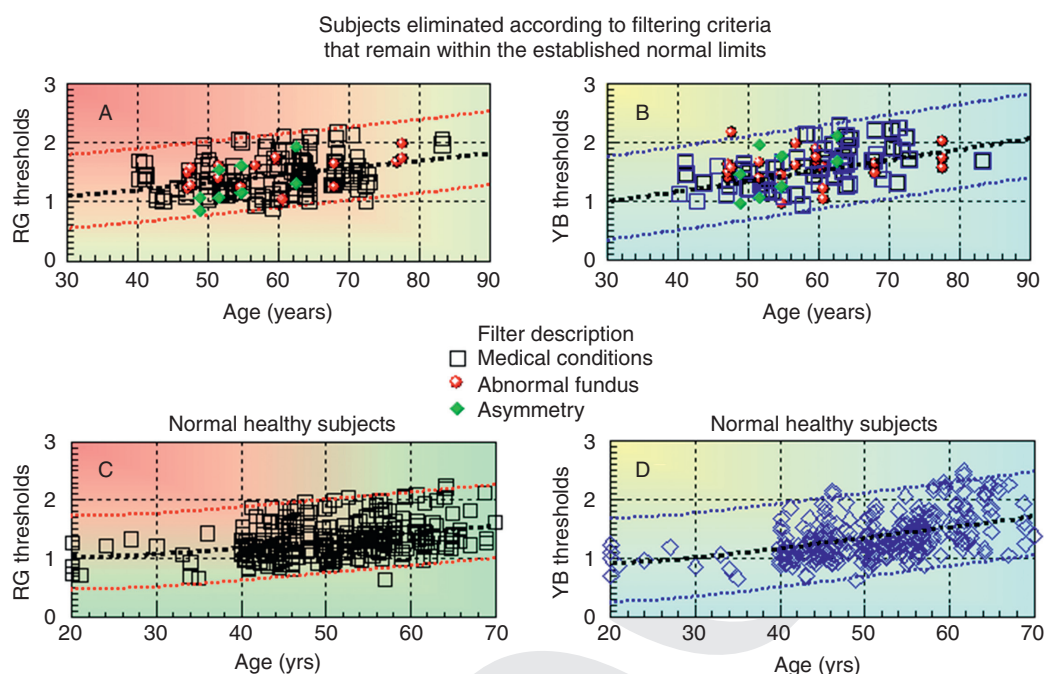 Subjects eliminated according to filtering criteria
that remain within the established normal limits
A
RG thresholds
3
2
1
0
30 40 50 60 70 80 90
Age (years)
B
YB thresholds
3
2
1
0
30 40 50 60 70 80 90
Age (years)
Filter description
Medical conditions
Abnormal fundus
Asymmetry
Normal healthy subjects
C
RG thresholds
3
2
1
0
20 30 40 50 60 70
Age (yrs)
Normal healthy subjects
D
YB thresholds
3
2
1
0
20 30 40 50 60 70
Age (yrs)